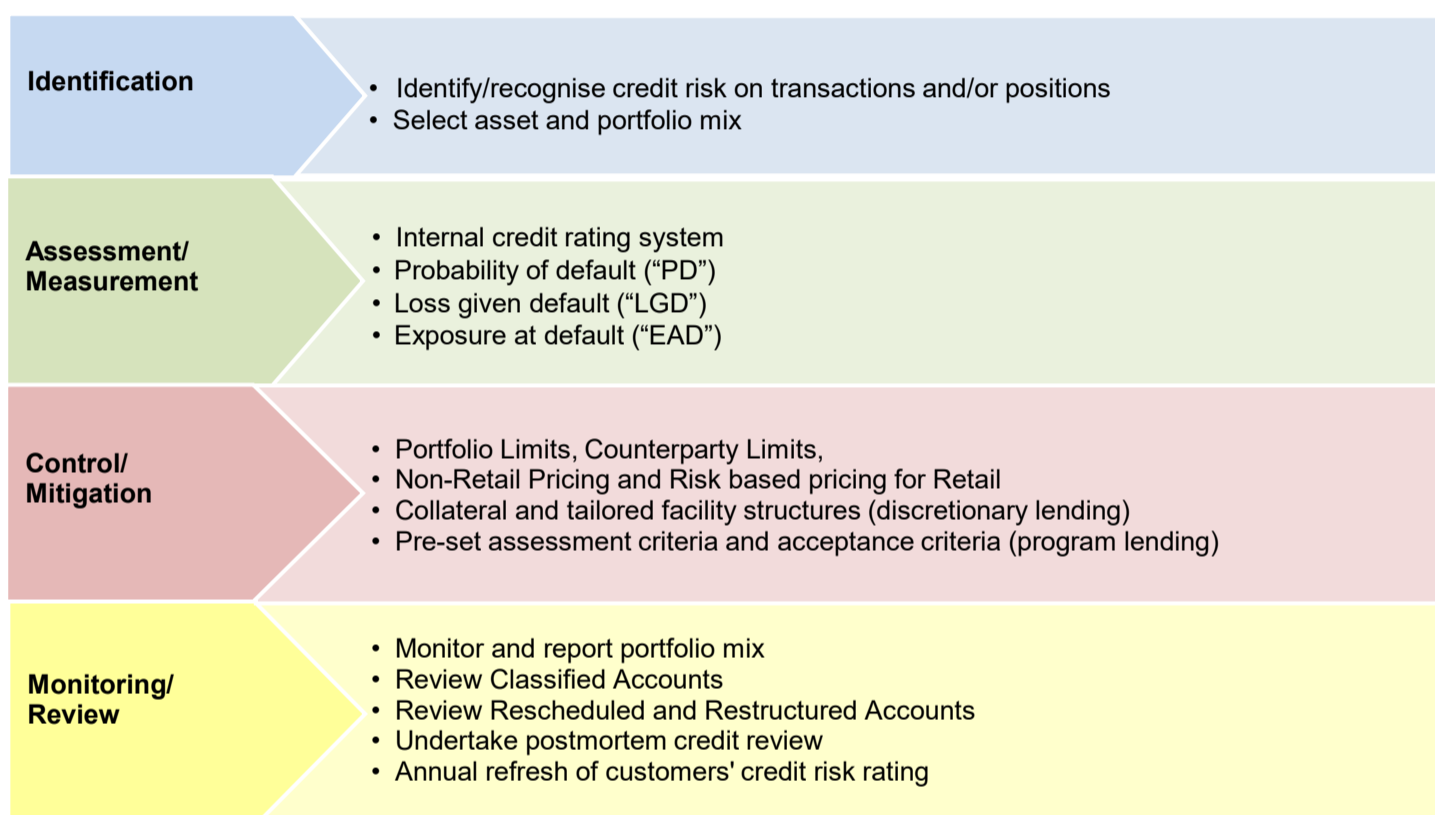 Identification
• Identify/recognise credit risk on transactions and/or positions
• Select asset and portfolio mix
Assessment/
Measurement
• Internal credit rating system
• Probability of default (“PD”)
• Loss given default (“LGD”)
• Exposure at default (“EAD”)
Control/
Mitigation
• Portfolio Limits, Counterparty Limits,
• Non-Retail Pricing and Risk based pricing for Retail
• Collateral and tailored facility structures (discretionary lending)
• Pre-set assessment criteria and acceptance criteria (program lending)
Monitoring/
Review
• Monitor and report portfolio mix
• Review Classified Accounts
• Review Rescheduled and Restructured Accounts
• Undertake postmortem credit review
• Annual refresh of customers' credit risk rating